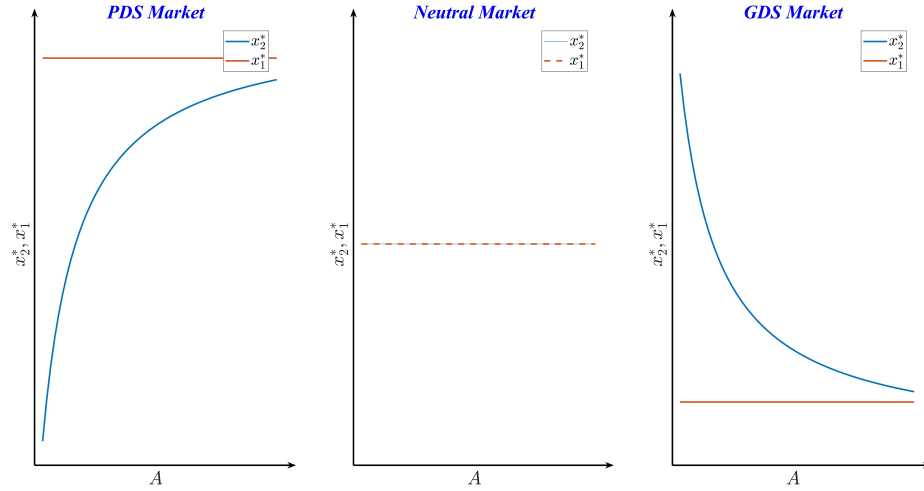 PDS Market
x₂*
x₁*
x₂*, x₁*
A
Neutral Market
x₂*
x₁*
x₂*, x₁*
A
GDS Market
x₂*
x₁*
x₂*, x₁*
A